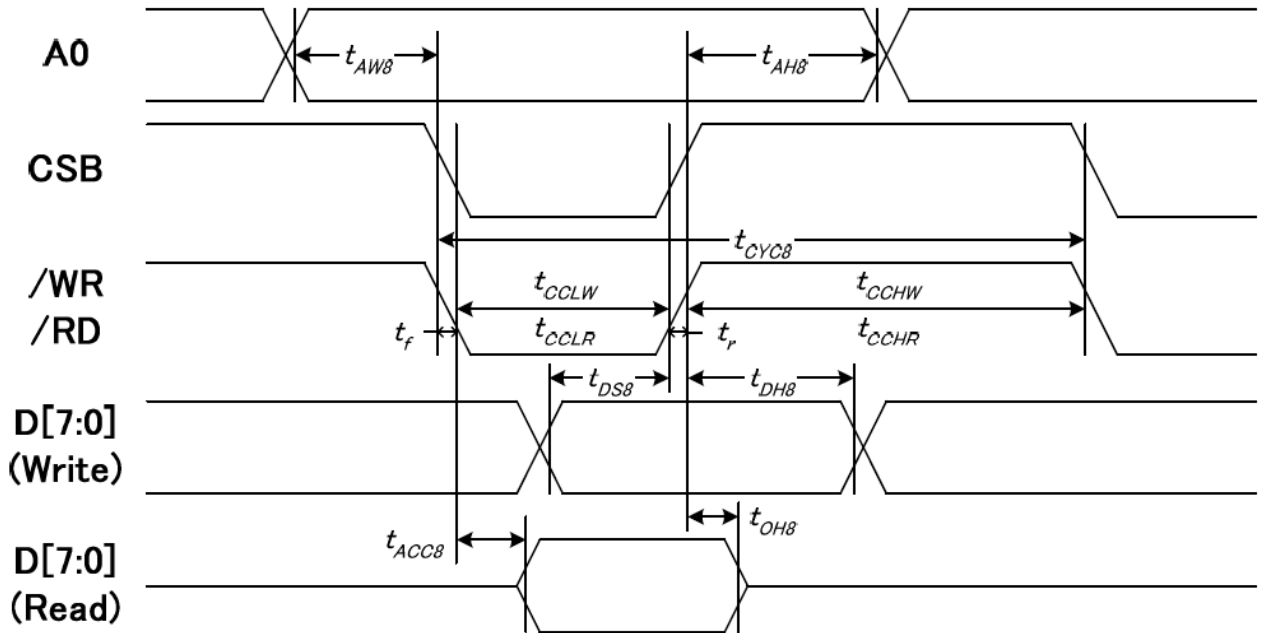 A0
tAW8
tAH8
CSB
tCYC8
/WR
tCCLW
tCCHW
/RD
tf
tCCLR
tr
tCCHR
tDS8
tDH8
D[7:0]
(Write)
tACC8
tOH8
D[7:0]
(Read)